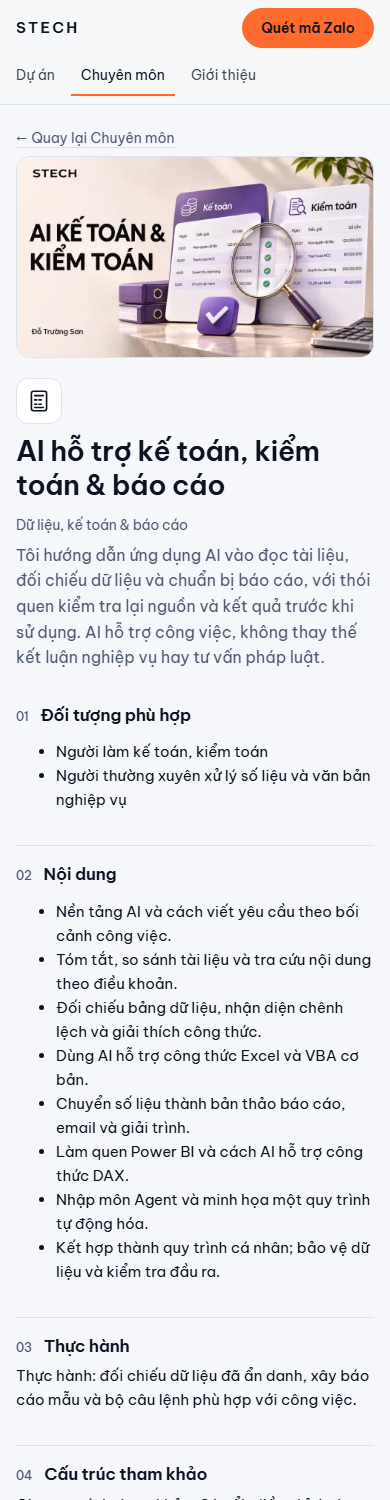 STECH
Quét mã Zalo
Dự án
Chuyên môn
Giới thiệu
← Quay lại Chuyên môn
STECH
AI KẾ TOÁN &
KIỂM TOÁN
Đỗ Trường Sơn
Kế toán
Kiểm toán
AI hỗ trợ kế toán, kiểm
toán & báo cáo
Dữ liệu, kế toán & báo cáo
Tôi hướng dẫn ứng dụng AI vào đọc tài liệu,
đối chiếu dữ liệu và chuẩn bị báo cáo, với thói
quen kiểm tra lại nguồn và kết quả trước khi
sử dụng. AI hỗ trợ công việc, không thay thế
kết luận nghiệp vụ hay tư vấn pháp luật.
01 Đối tượng phù hợp
• Người làm kế toán, kiểm toán
• Người thường xuyên xử lý số liệu và văn bản
nghiệp vụ
02 Nội dung
• Nền tảng AI và cách viết yêu cầu theo bối
cảnh công việc.
• Tóm tắt, so sánh tài liệu và tra cứu nội dung
theo điều khoản.
• Đối chiếu bảng dữ liệu, nhận diện chênh
lệch và giải thích công thức.
• Dùng AI hỗ trợ công thức Excel và VBA cơ
bản.
• Chuyển số liệu thành bản thảo báo cáo,
email và giải trình.
• Làm quen Power BI và cách AI hỗ trợ công
thức DAX.
• Nhập môn Agent và minh họa một quy trình
tự động hóa.
• Kết hợp thành quy trình cá nhân; bảo vệ dữ
liệu và kiểm tra đầu ra.
03 Thực hành
Thực hành: đối chiếu dữ liệu đã ẩn danh, xây báo
cáo mẫu và bộ câu lệnh phù hợp với công việc.
04 Cấu trúc tham khảo